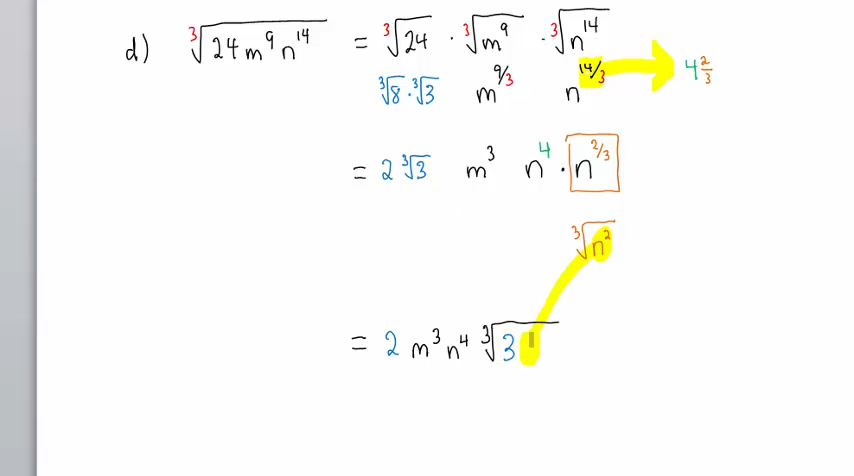 d) ∛(24m⁹n¹⁴) = ∛24 · ∛m⁹ · ∛n¹⁴
∛8 · ∛3 m^(9/3) n^(14/3) 4 2/3
= 2∛3 m³ n⁴ · n^(2/3)
∛n²
= 2 m³n⁴ ∛3